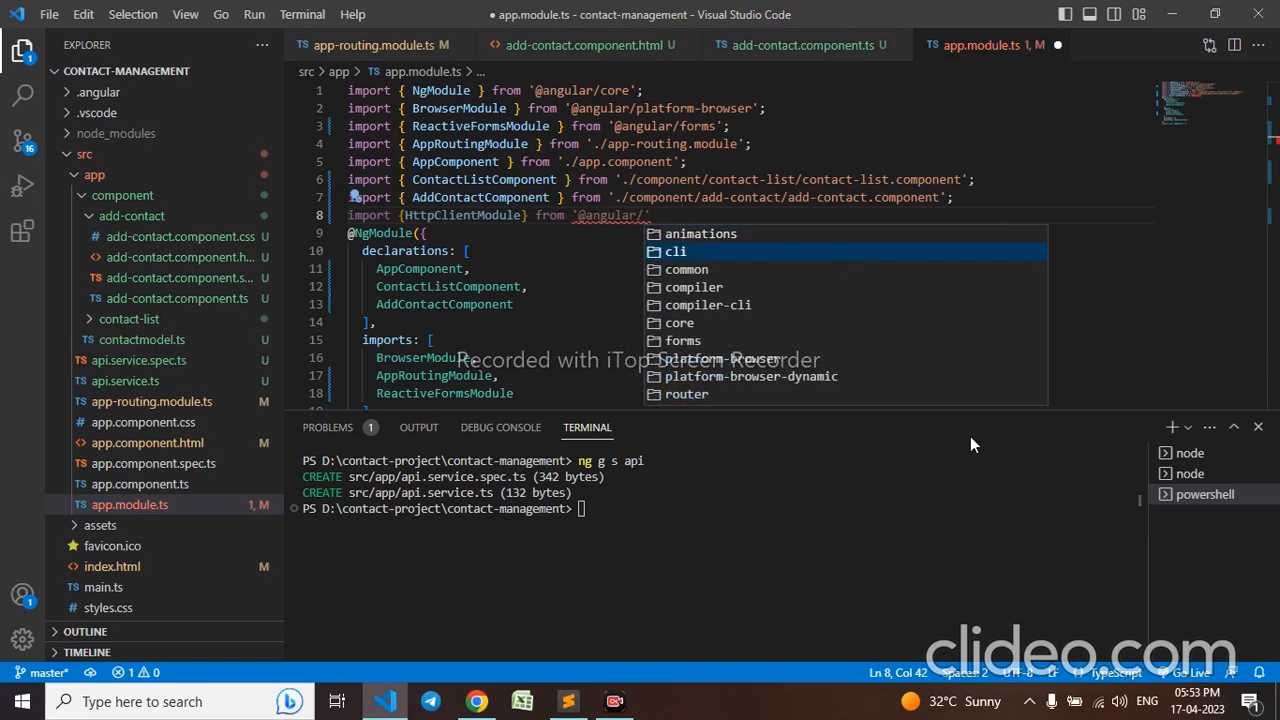 File Edit Selection View Go Run Terminal Help
● app.module.ts - contact-management - Visual Studio Code
EXPLORER
CONTACT-MANAGEMENT
.angular
.vscode
node_modules
src
app
component
add-contact
add-contact.component.css
add-contact.component.h...
add-contact.component.s...
add-contact.component.ts
contact-list
contactmodel.ts
api.service.spec.ts
api.service.ts
app-routing.module.ts M
app.component.css
app.component.html M
app.component.spec.ts
app.component.ts
app.module.ts 1, M
assets
favicon.ico
index.html M
main.ts
styles.css
OUTLINE
TIMELINE
TS app-routing.module.ts M
<> add-contact.component.html U
TS add-contact.component.ts U
TS app.module.ts 1, M ●
src > app > TS app.module.ts > ...
1 import { NgModule } from '@angular/core';
2 import { BrowserModule } from '@angular/platform-browser';
3 import { ReactiveFormsModule } from '@angular/forms';
4 import { AppRoutingModule } from './app-routing.module';
5 import { AppComponent } from './app.component';
6 import { ContactListComponent } from './component/contact-list/contact-list.component';
7 import { AddContactComponent } from './component/add-contact/add-contact.component';
8 import {HttpClientModule} from '@angular/'
9 @NgModule({
10 declarations: [
11 AppComponent,
12 ContactListComponent,
13 AddContactComponent
14 ],
15 imports: [
16 BrowserModule,
17 AppRoutingModule,
18 ReactiveFormsModule
animations
cli
common
compiler
compiler-cli
core
forms
platform-browser
platform-browser-dynamic
router
Recorded with iTop Screen Recorder
PROBLEMS 1 OUTPUT DEBUG CONSOLE TERMINAL
PS D:\contact-project\contact-management> ng g s api
CREATE src/app/api.service.spec.ts (342 bytes)
CREATE src/app/api.service.ts (132 bytes)
PS D:\contact-project\contact-management>
node
node
powershell
clideo.com
master* 1 0
Ln 8, Col 42 Spaces: 2 UTF-8 LF {} TypeScript Go Live
Type here to search
32°C Sunny
ENG
05:53 PM
17-04-2023